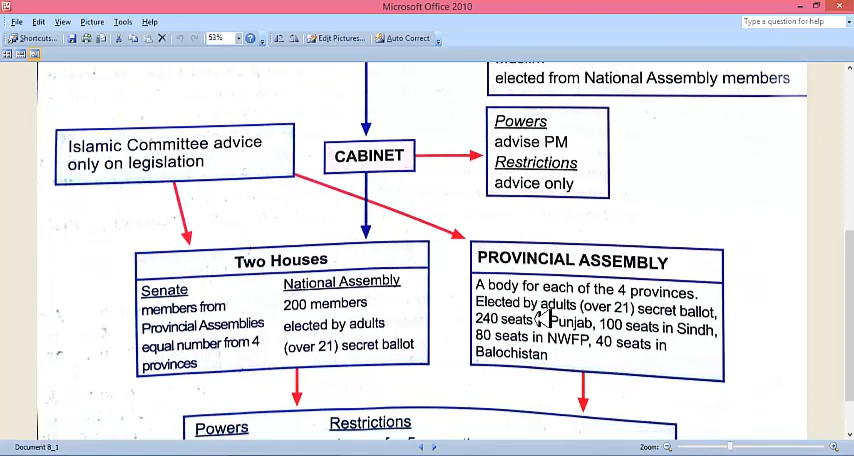 Microsoft Office 2010
File Edit View Picture Tools Help
Type a question for help
Shortcuts... 53% Edit Pictures... Auto Correct
elected from National Assembly members
Islamic Committee advice
only on legislation
CABINET
Powers
advise PM
Restrictions
advice only
Two Houses
Senate
members from
Provincial Assemblies
equal number from 4
provinces
National Assembly
200 members
elected by adults
(over 21) secret ballot
PROVINCIAL ASSEMBLY
A body for each of the 4 provinces.
Elected by adults (over 21) secret ballot,
240 seats Punjab, 100 seats in Sindh,
80 seats in NWFP, 40 seats in
Balochistan
Powers
Restrictions
Document 8_1
Zoom: